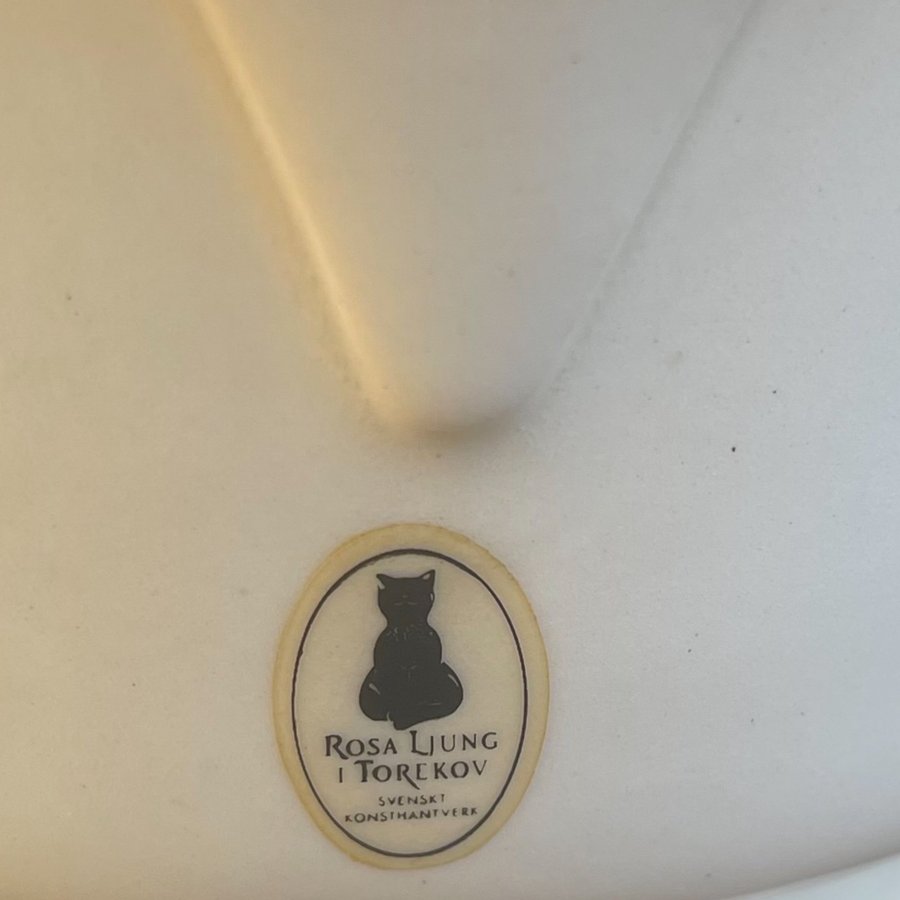 ROSA LJUNG
I TOREKOV
SVENSKT
KONSTHANTVERK